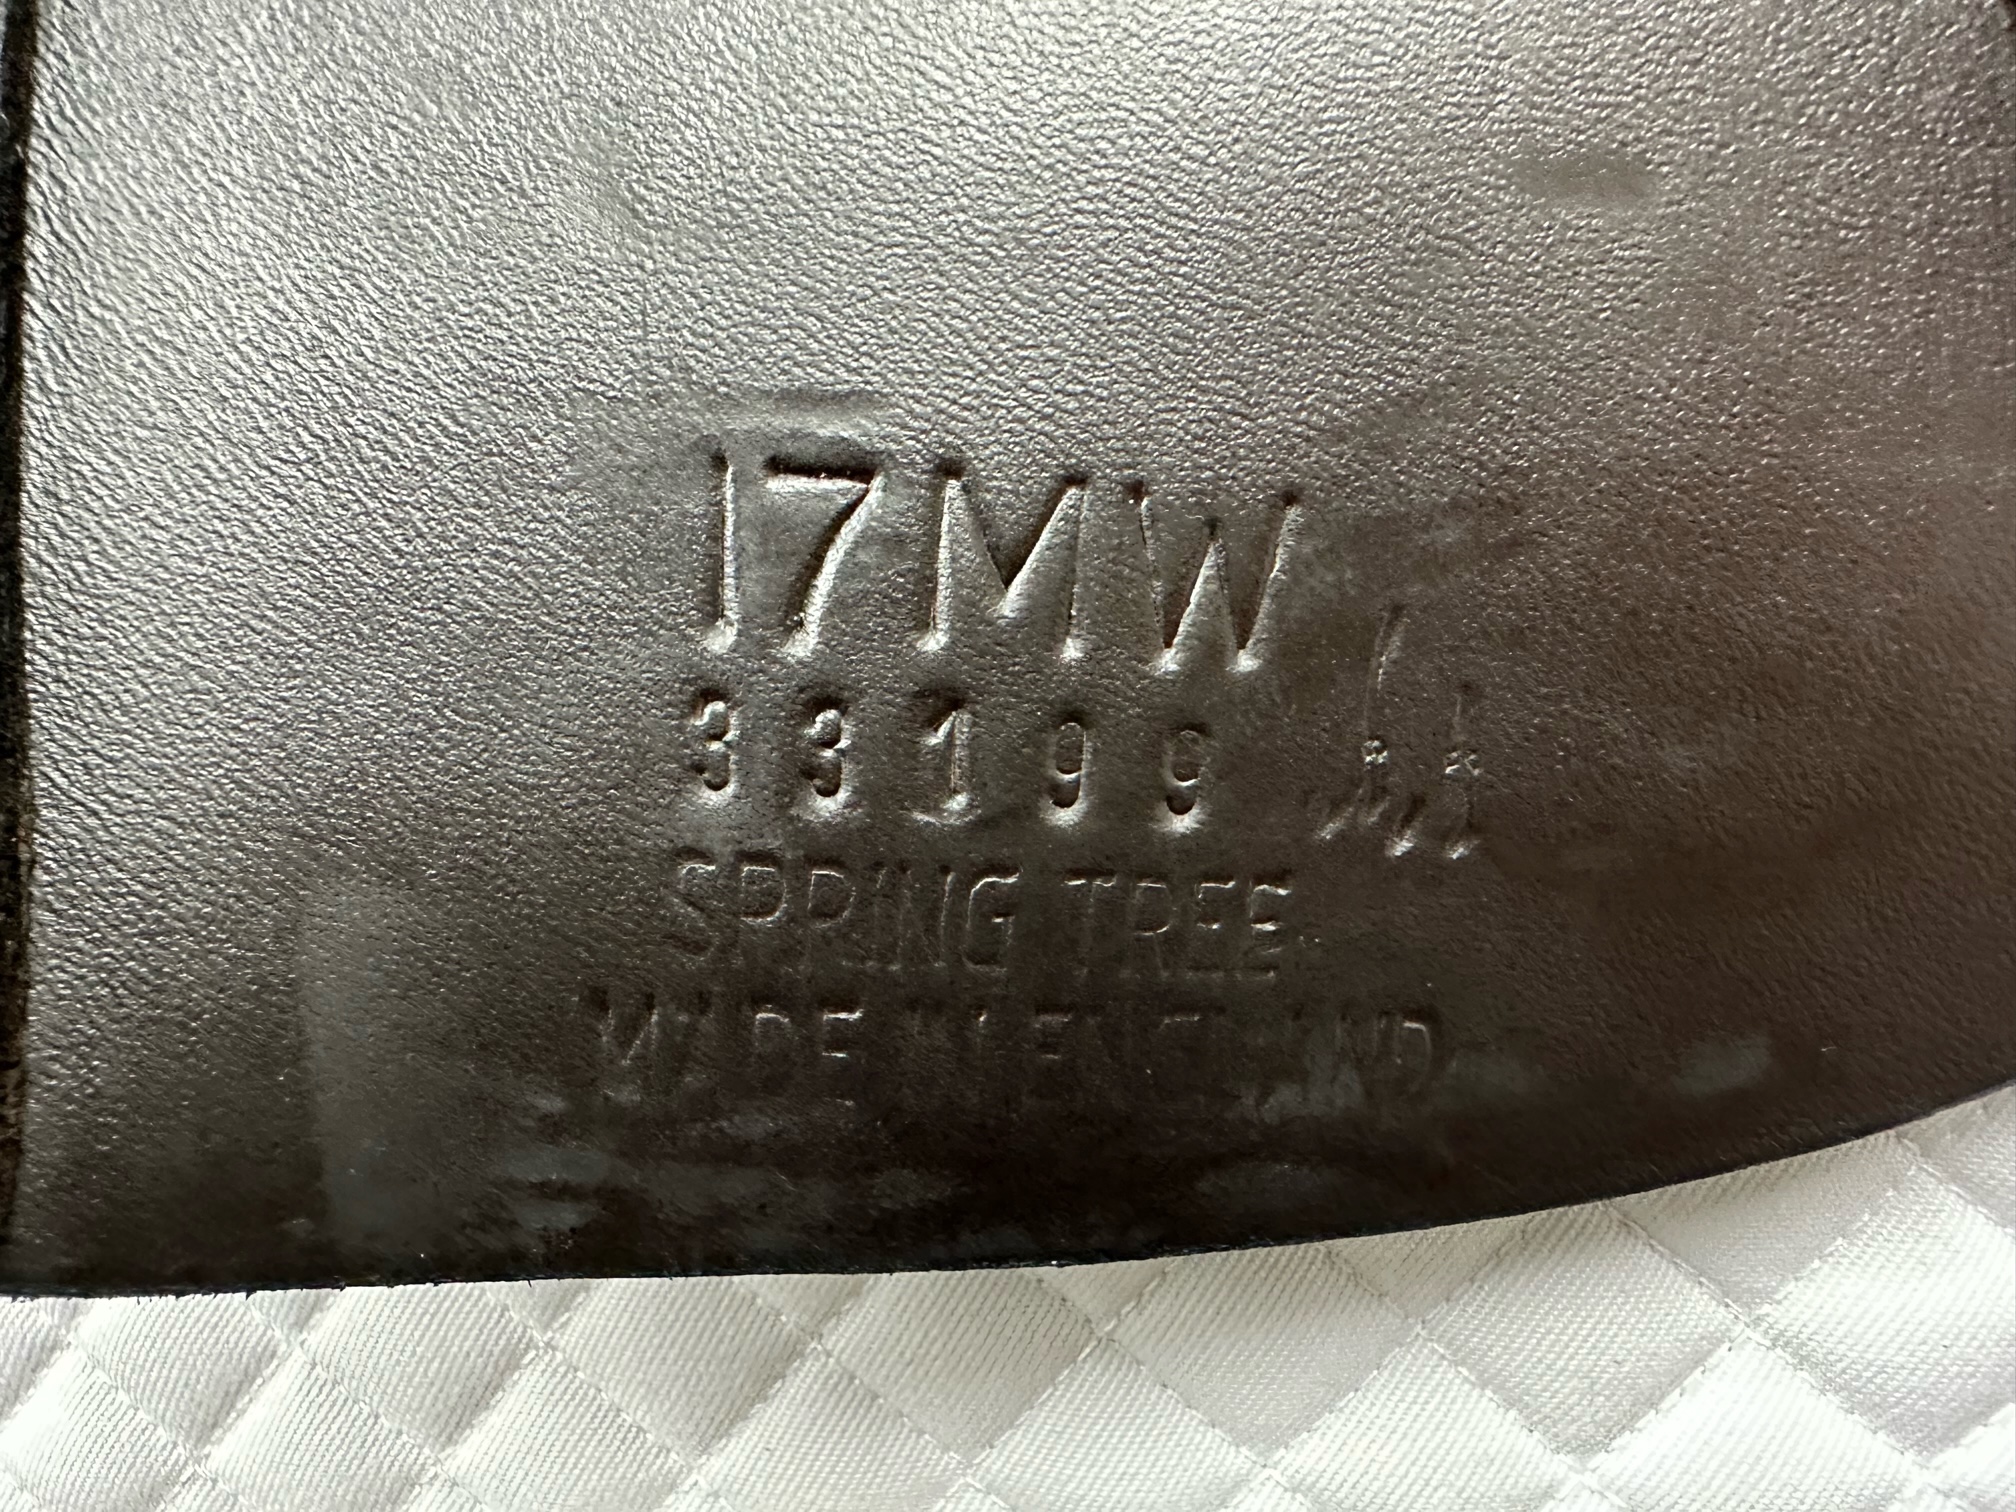 17MW
33199
SPRING TREE
MADE IN ENGLAND